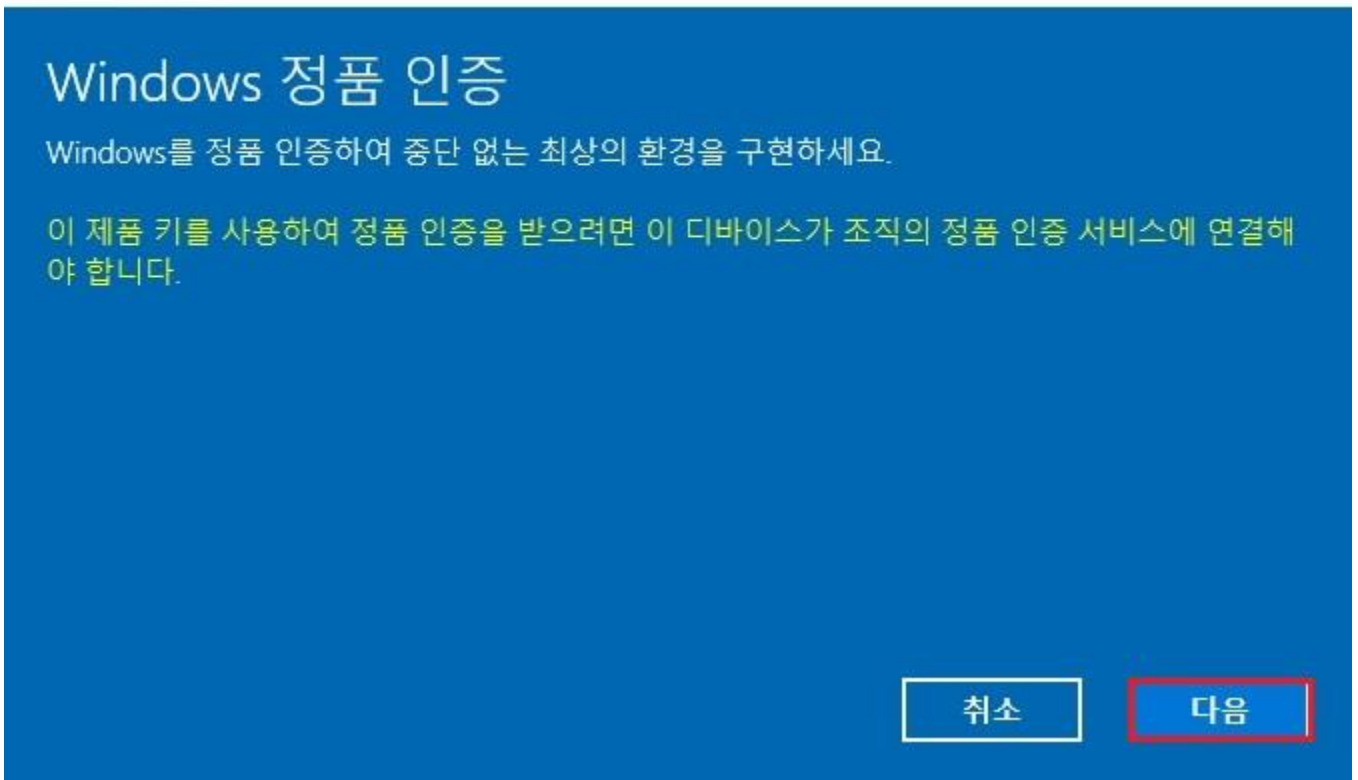 Windows 정품 인증
Windows를 정품 인증하여 중단 없는 최상의 환경을 구현하세요.
이 제품 키를 사용하여 정품 인증을 받으려면 이 디바이스가 조직의 정품 인증 서비스에 연결해
야 합니다.
취소
다음